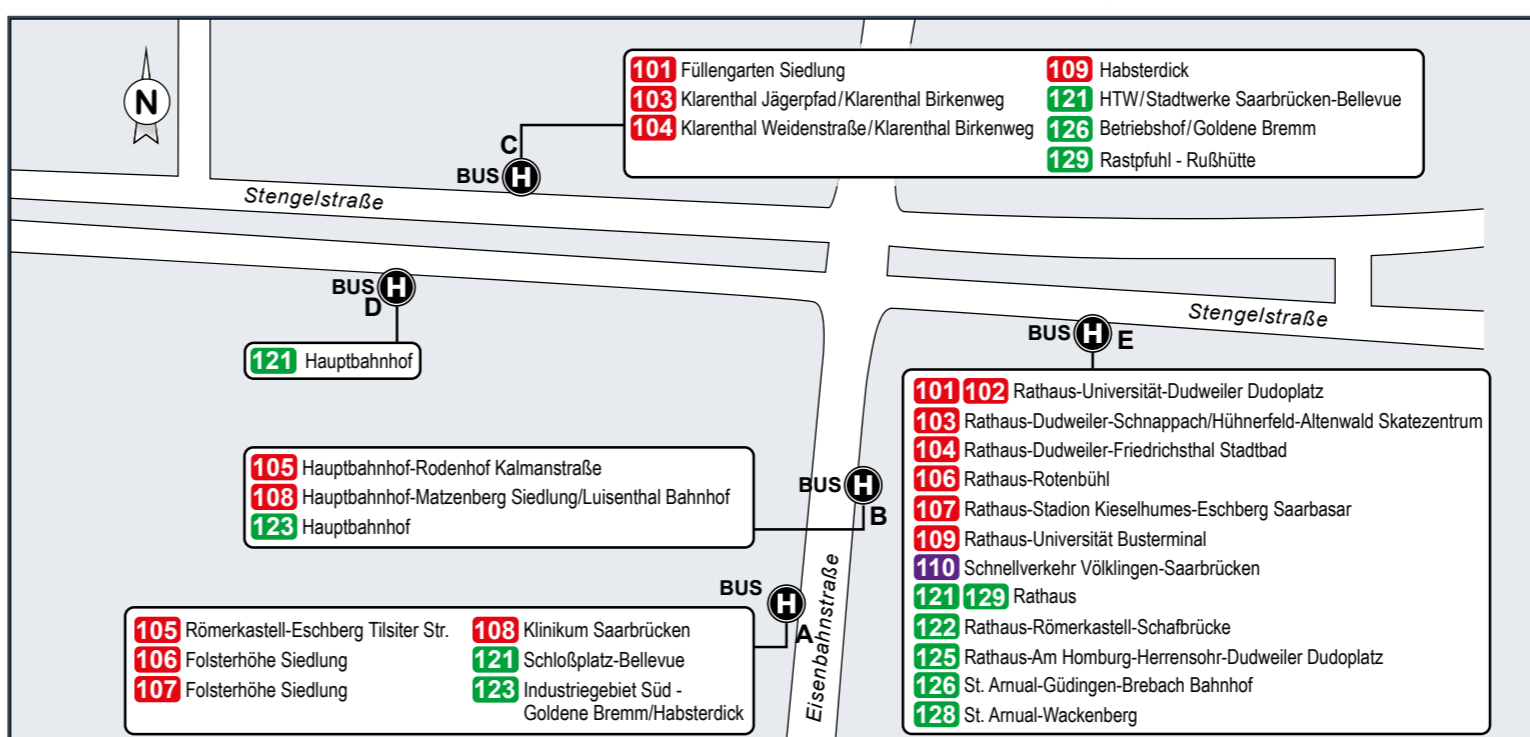 N
101 Füllengarten Siedlung
103 Klarenthal Jägerpfad/Klarenthal Birkenweg
104 Klarenthal Weidenstraße/Klarenthal Birkenweg
109 Habsterdick
121 HTW/Stadtwerke Saarbrücken-Bellevue
126 Betriebshof/Goldene Bremm
129 Rastpfuhl - Rußhütte
C
BUS H
Stengelstraße
BUS H
D
121 Hauptbahnhof
Stengelstraße
BUS H E
105 Hauptbahnhof-Rodenhof Kalmanstraße
108 Hauptbahnhof-Matzenberg Siedlung/Luisenthal Bahnhof
123 Hauptbahnhof
BUS H
B
101 102 Rathaus-Universität-Dudweiler Dudoplatz
103 Rathaus-Dudweiler-Schnappach/Hühnerfeld-Altenwald Skatezentrum
104 Rathaus-Dudweiler-Friedrichsthal Stadtbad
106 Rathaus-Rotenbühl
107 Rathaus-Stadion Kieselhumes-Eschberg Saarbasar
109 Rathaus-Universität Busterminal
110 Schnellverkehr Völklingen-Saarbrücken
121 129 Rathaus
122 Rathaus-Römerkastell-Schafbrücke
125 Rathaus-Am Homburg-Herrensohr-Dudweiler Dudoplatz
126 St. Arnual-Güdingen-Brebach Bahnhof
128 St. Arnual-Wackenberg
BUS H
A
Eisenbahnstraße
105 Römerkastell-Eschberg Tilsiter Str.
106 Folsterhöhe Siedlung
107 Folsterhöhe Siedlung
108 Klinikum Saarbrücken
121 Schloßplatz-Bellevue
123 Industriegebiet Süd -
Goldene Bremm/Habsterdick